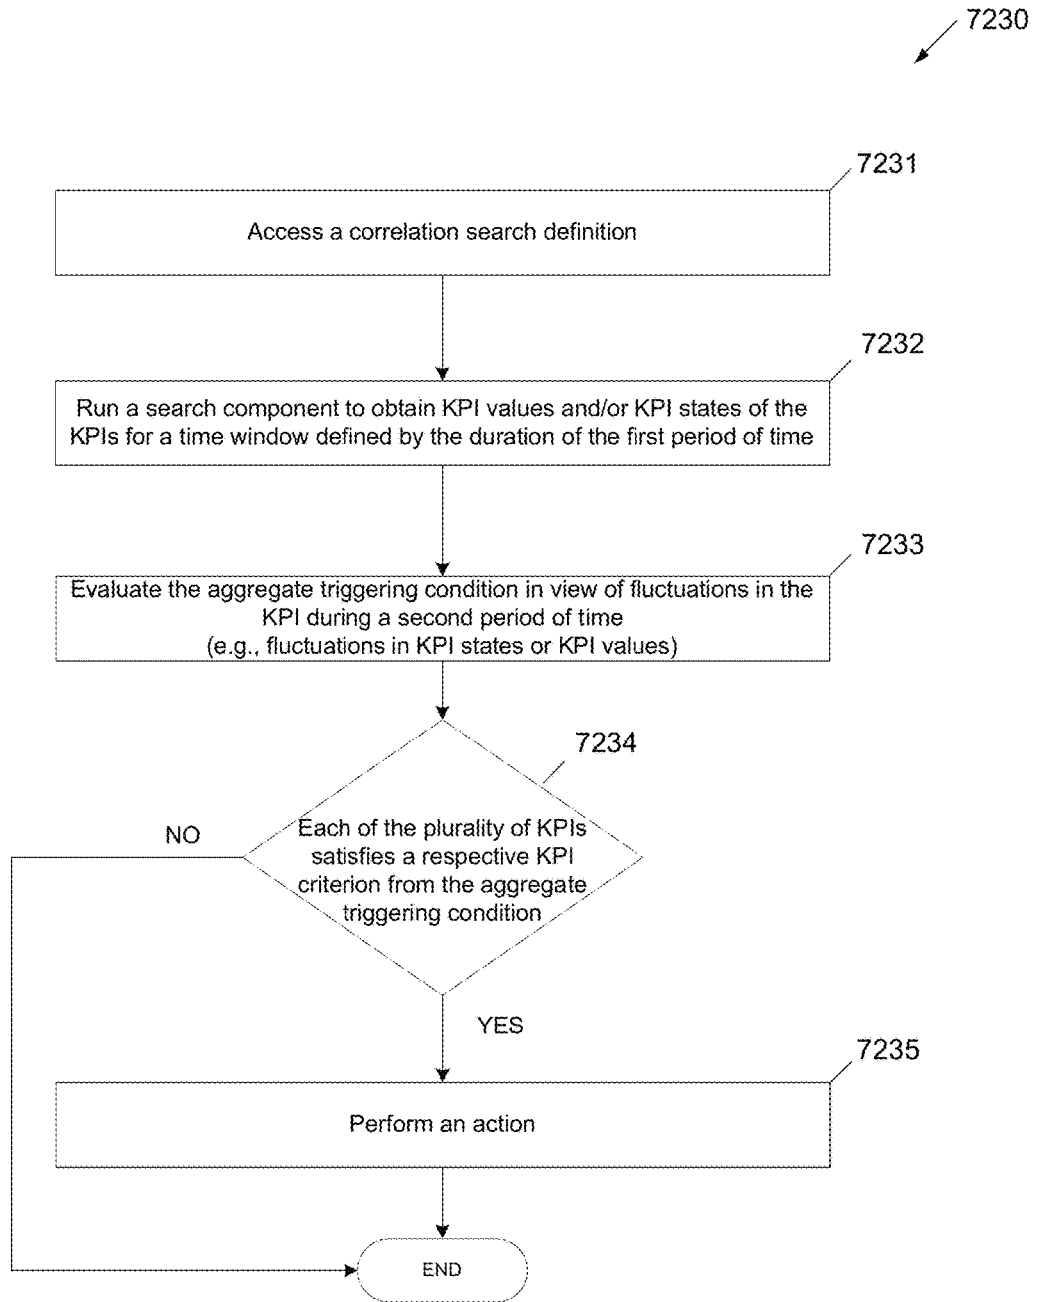 7230
7231
Access a correlation search definition
7232
Run a search component to obtain KPI values and/or KPI states of the
KPIs for a time window defined by the duration of the first period of time
7233
Evaluate the aggregate triggering condition in view of fluctuations in the
KPI during a second period of time
(e.g., fluctuations in KPI states or KPI values)
7234
Each of the plurality of KPIs
satisfies a respective KPI
criterion from the aggregate
triggering condition
NO
YES
7235
Perform an action
END